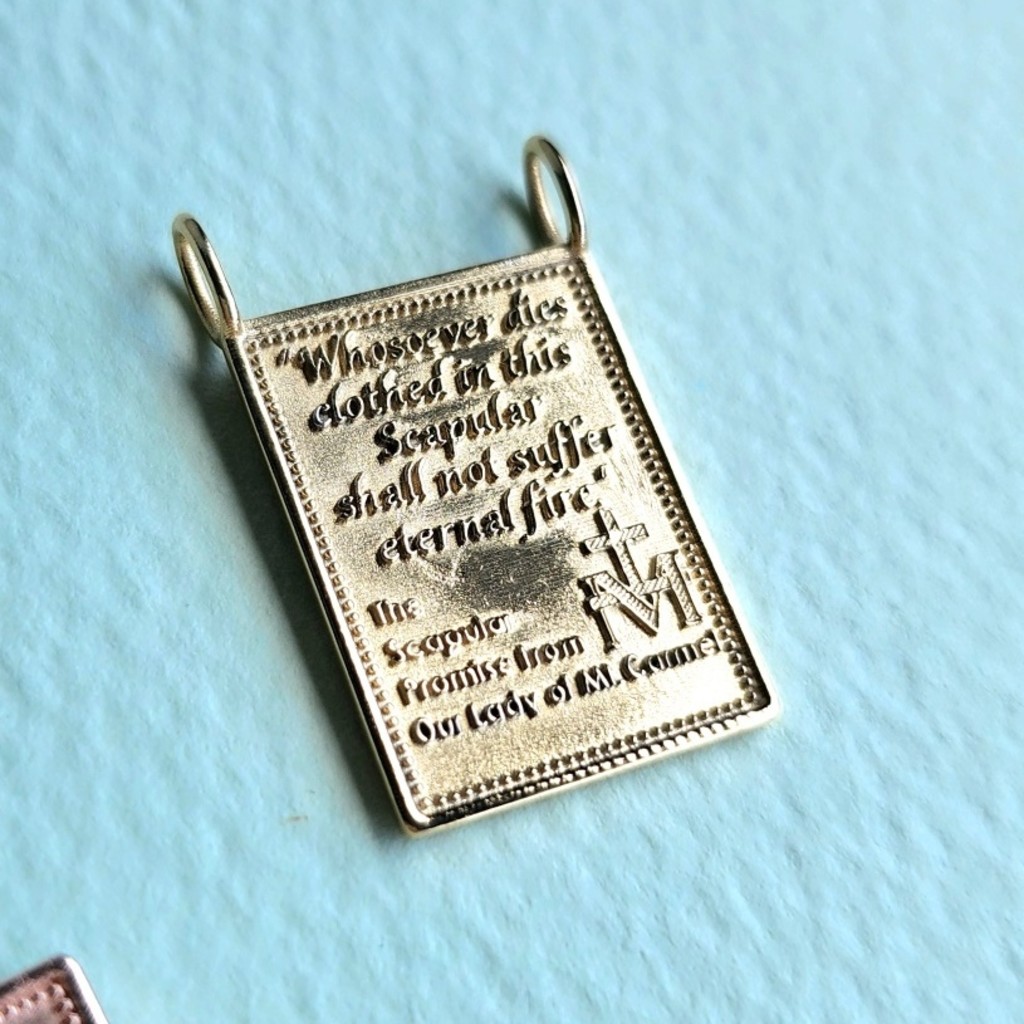 "Whosoever dies
clothed in this
Scapular
shall not suffer
eternal fire"
The
Scapular
Promise from
Our Lady of Mt. Carmel